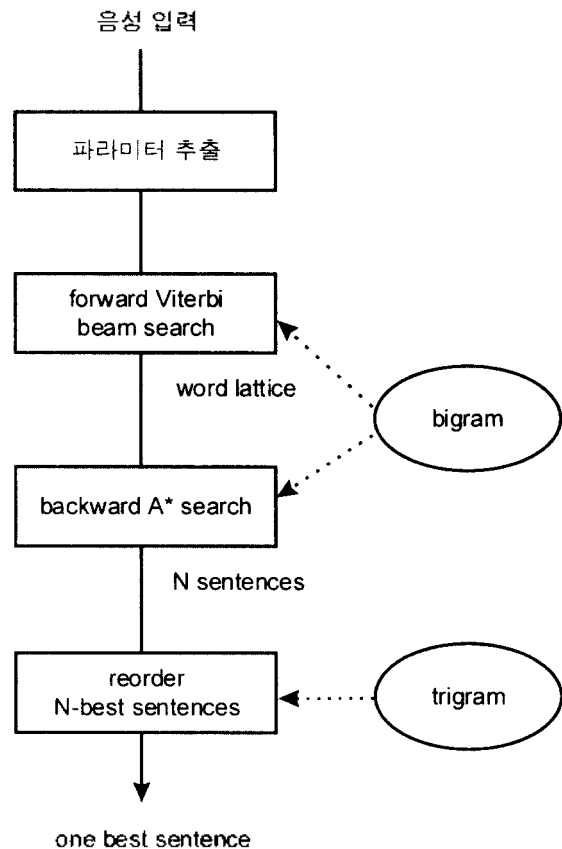 음성 입력
파라미터 추출
forward Viterbi
beam search
word lattice
bigram
backward A* search
N sentences
reorder
N-best sentences
trigram
one best sentence